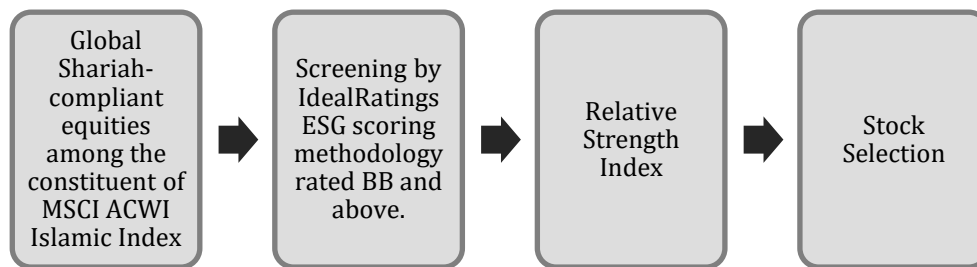 Global
Shariah-
compliant
equities
among the
constituent of
MSCI ACWI
Islamic Index
Screening by
IdealRatings
ESG scoring
methodology
rated BB and
above.
Relative
Strength
Index
Stock
Selection